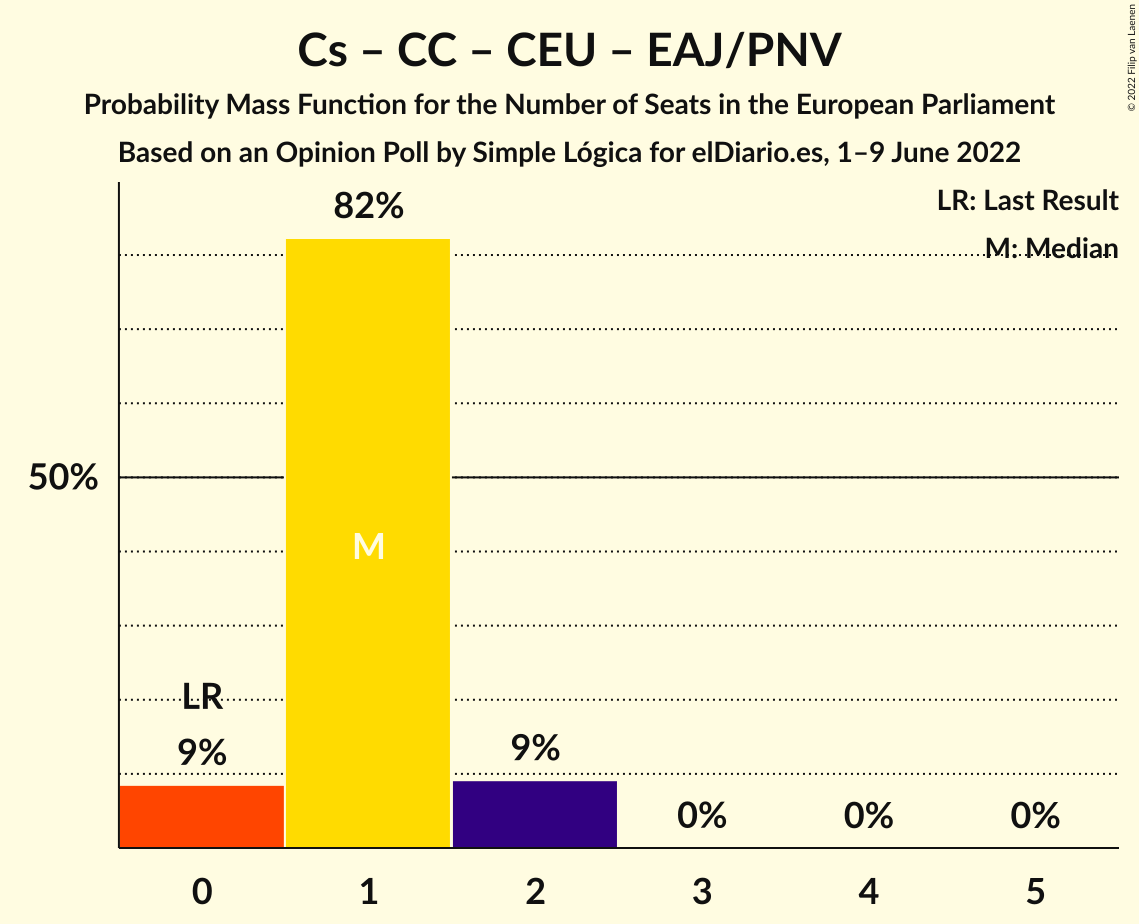 Cs – CC – CEU – EAJ/PNV
Probability Mass Function for the Number of Seats in the European Parliament
Based on an Opinion Poll by Simple Lógica for elDiario.es, 1–9 June 2022
© 2022 Filip van Laenen
LR: Last Result
M: Median
82%
50%
M
LR
9%
9%
0%
0%
0%
0
1
2
3
4
5